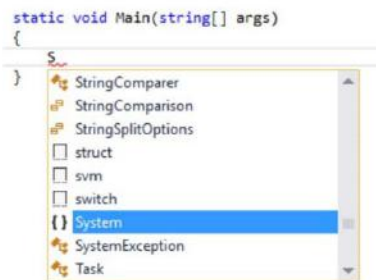 static void Main(string[] args)
{
S
}
StringComparer
StringComparison
StringSplitOptions
struct
svm
switch
{} System
SystemException
Task